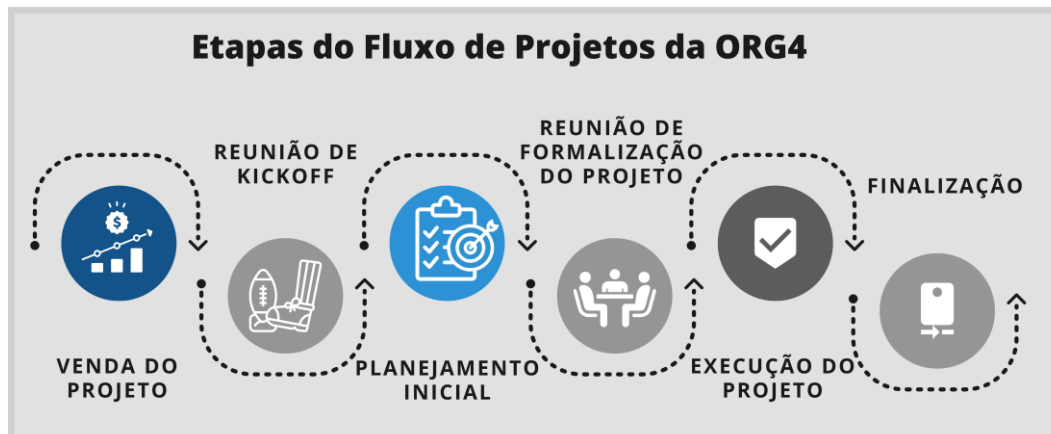 Etapas do Fluxo de Projetos da ORG4
VENDA DO
PROJETO
REUNIÃO DE
KICKOFF
$
PLANEJAMENTO
INICIAL
REUNIÃO DE
FORMALIZAÇÃO
DO PROJETO
EXECUÇÃO DO
PROJETO
FINALIZAÇÃO